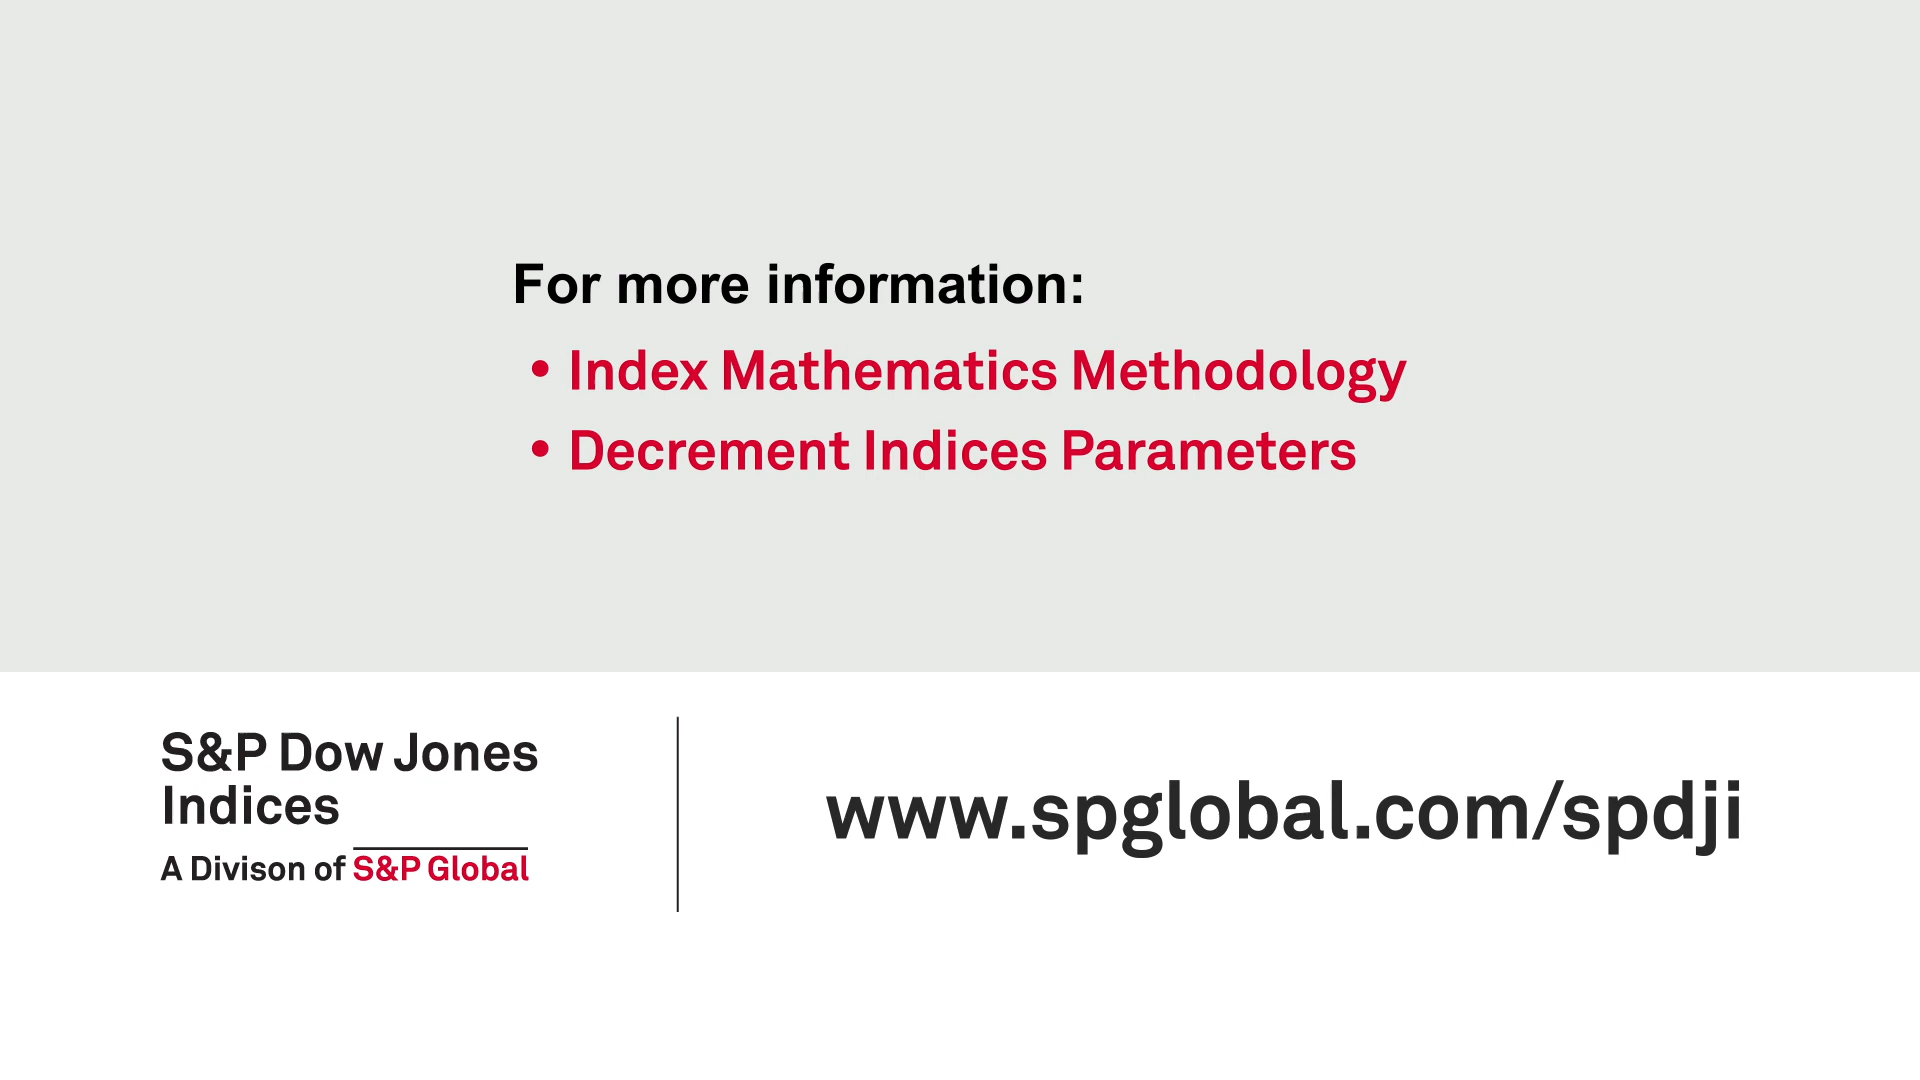 For more information:
• Index Mathematics Methodology
• Decrement Indices Parameters
S&P Dow Jones
Indices
A Divison of S&P Global
www.spglobal.com/spdji